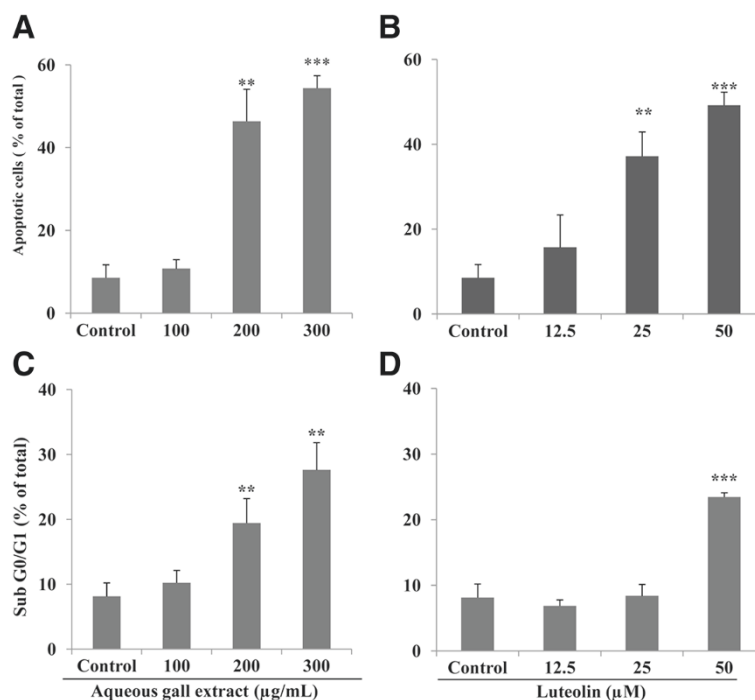 A
Apoptotic cells ( % of total )
60
40
20
0
**
***
Control 100 200 300
B
60
40
20
0
**
***
Control 12.5 25 50
C
Sub G0/G1 (% of total)
40
30
20
10
0
**
**
Control 100 200 300
Aqueous gall extract (µg/mL)
D
40
30
20
10
0
***
Control 12.5 25 50
Luteolin (µM)